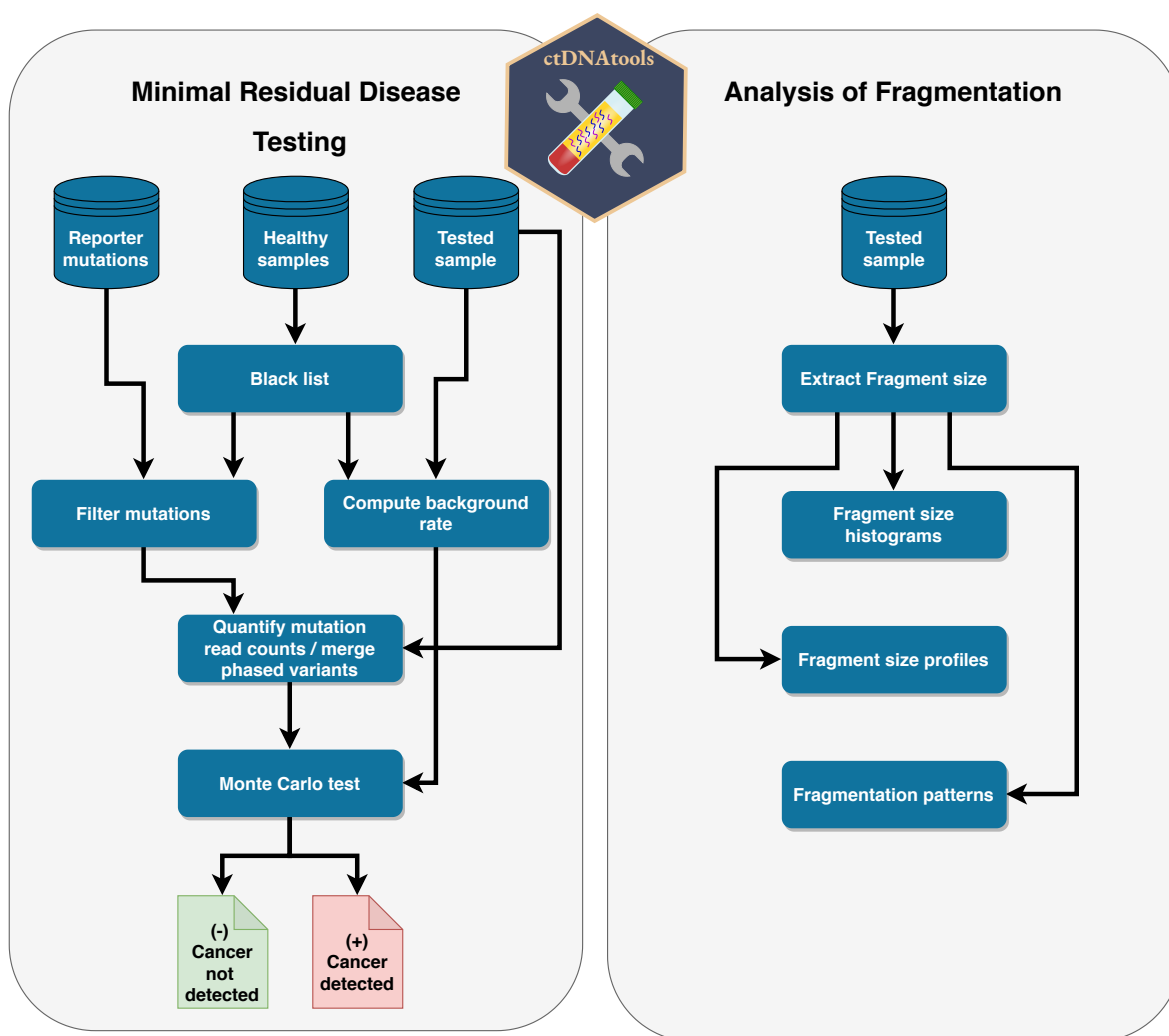 ctDNAtools
Minimal Residual Disease
Testing
Reporter
mutations
Healthy
samples
Tested
sample
Black list
Filter mutations
Compute background
rate
Quantify mutation
read counts / merge
phased variants
Monte Carlo test
(-)
Cancer
not
detected
(+)
Cancer
detected
Analysis of Fragmentation
Tested
sample
Extract Fragment size
Fragment size
histograms
Fragment size profiles
Fragmentation patterns